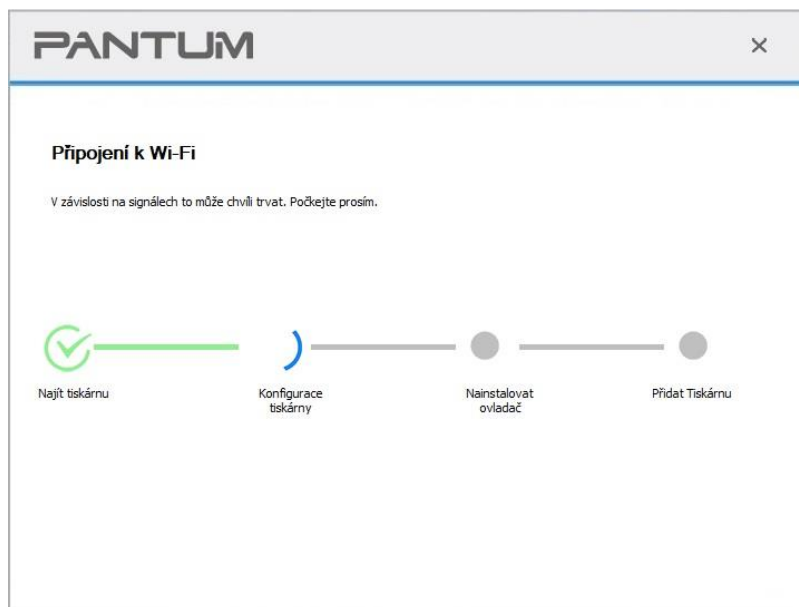 PANTUM
Připojení k Wi-Fi
V závislosti na signálech to může chvíli trvat. Počkejte prosím.
Najít tiskárnu
Konfigurace
tiskárny
Nainstalovat
ovladač
Přidat Tiskárnu